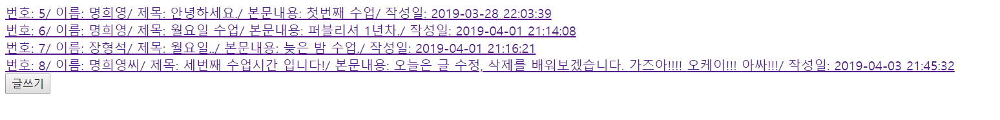 번호: 5/ 이름: 명희영/ 제목: 안녕하세요./ 본문내용: 첫번째 수업/ 작성일: 2019-03-28 22:03:39
번호: 6/ 이름: 명희영/ 제목: 월요일 수업/ 본문내용: 퍼블리셔 1년차./ 작성일: 2019-04-01 21:14:08
번호: 7/ 이름: 장형석/ 제목: 월요일../ 본문내용: 늦은 밤 수업./ 작성일: 2019-04-01 21:16:21
번호: 8/ 이름: 명희영씨/ 제목: 세번째 수업시간 입니다!/ 본문내용: 오늘은 글 수정, 삭제를 배워보겠습니다. 가즈아!!!! 오케이!!! 아싸!!!/ 작성일: 2019-04-03 21:45:32
글쓰기